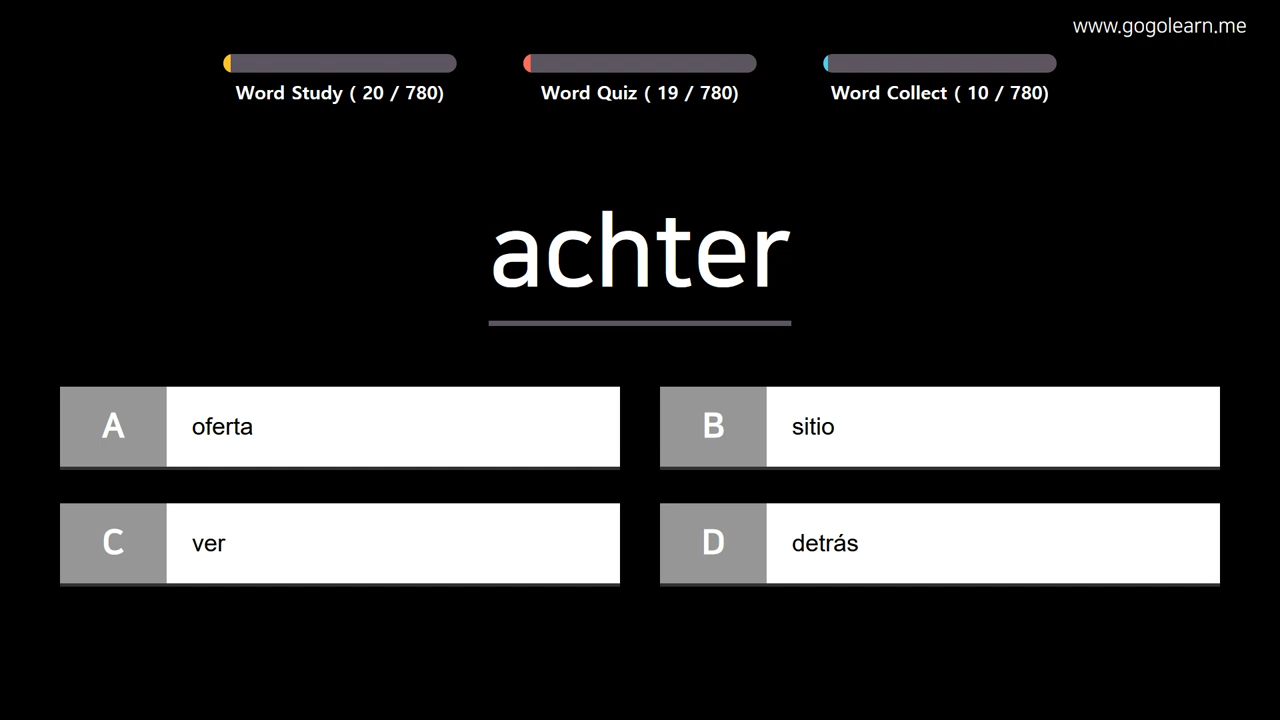 www.gogolearn.me
Word Study ( 20 / 780)
Word Quiz ( 19 / 780)
Word Collect ( 10 / 780)
achter
A oferta
B sitio
C ver
D detrás